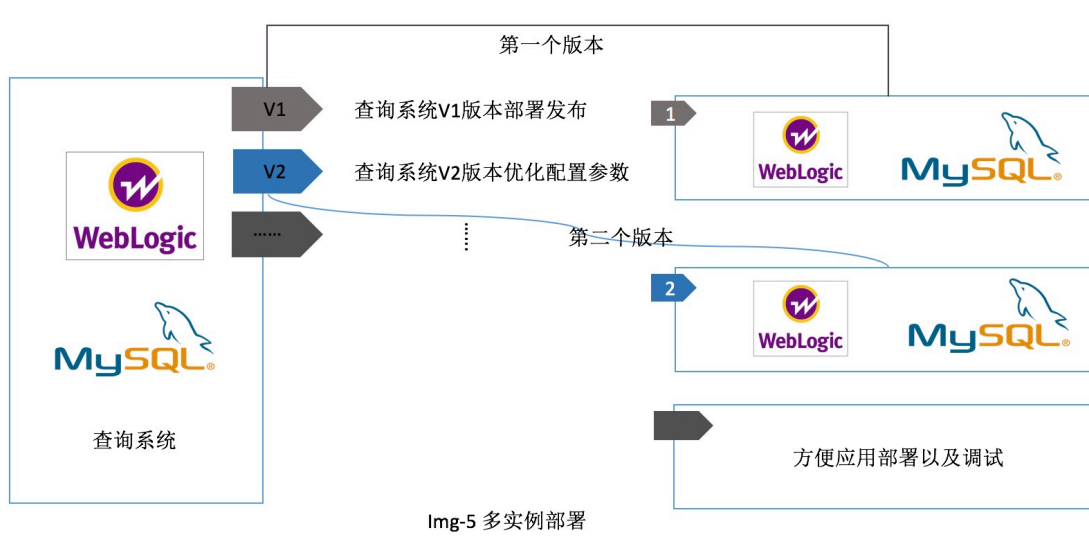 第一个版本
V1
查询系统V1版本部署发布
1
WebLogic
MySQL®
V2
查询系统V2版本优化配置参数
WebLogic
……
第二个版本
2
WebLogic
MySQL®
MySQL®
查询系统
方便应用部署以及调试
Img-5 多实例部署